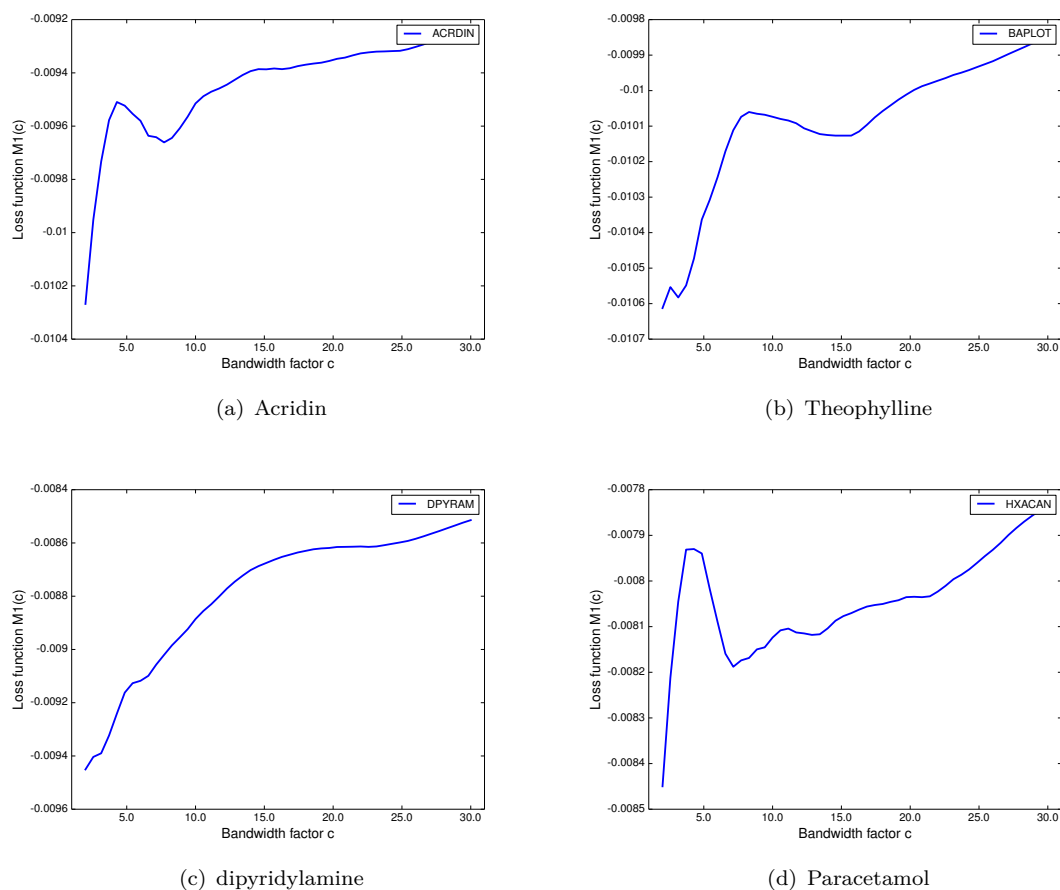 -0.0092
-0.0094
-0.0096
-0.0098
-0.01
-0.0102
-0.0104
Loss function M1(c)
ACRDIN
5.0 10.0 15.0 20.0 25.0 30.0
Bandwidth factor c
(a) Acridin
-0.0098
-0.0099
-0.01
-0.0101
-0.0102
-0.0103
-0.0104
-0.0105
-0.0106
-0.0107
Loss function M1(c)
BAPLOT
5.0 10.0 15.0 20.0 25.0 30.0
Bandwidth factor c
(b) Theophylline
-0.0084
-0.0086
-0.0088
-0.009
-0.0092
-0.0094
-0.0096
Loss function M1(c)
DPYRAM
5.0 10.0 15.0 20.0 25.0 30.0
Bandwidth factor c
(c) dipyridylamine
-0.0078
-0.0079
-0.008
-0.0081
-0.0082
-0.0083
-0.0084
-0.0085
Loss function M1(c)
HXACAN
5.0 10.0 15.0 20.0 25.0 30.0
Bandwidth factor c
(d) Paracetamol